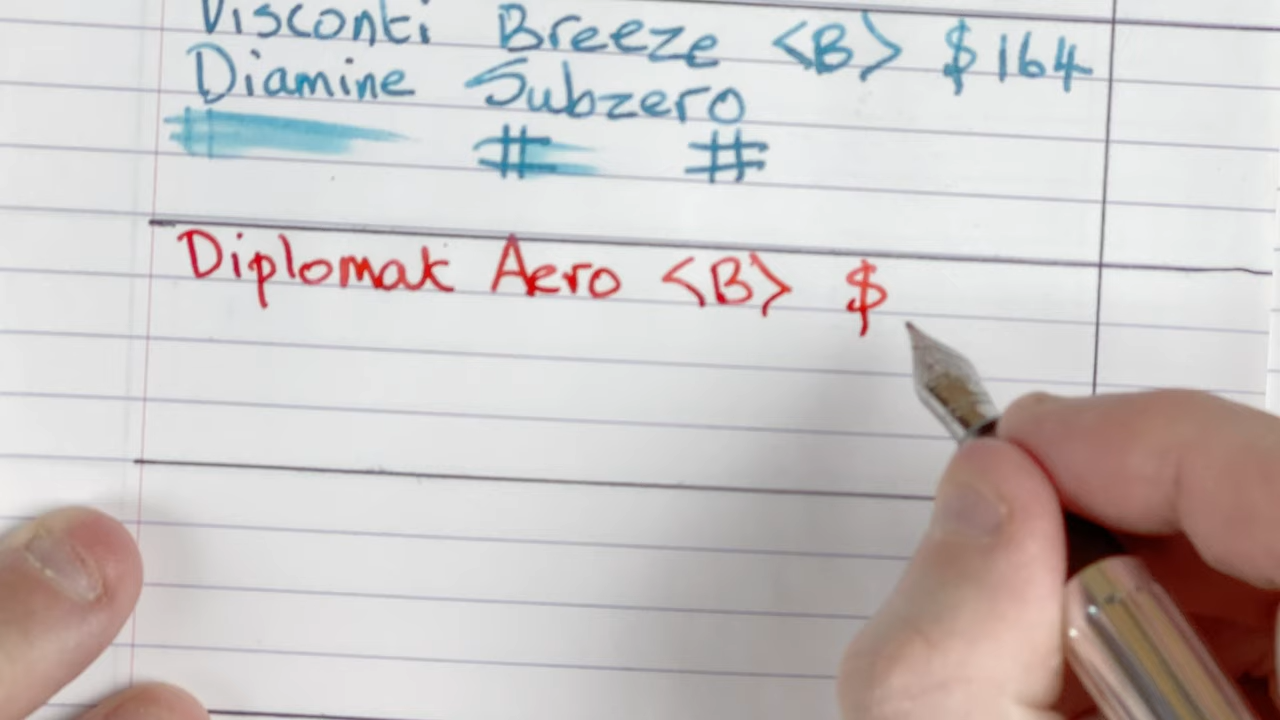 Visconti Breeze <B> $164
Diamine Subzero
# #
Diplomat Aero <B> $